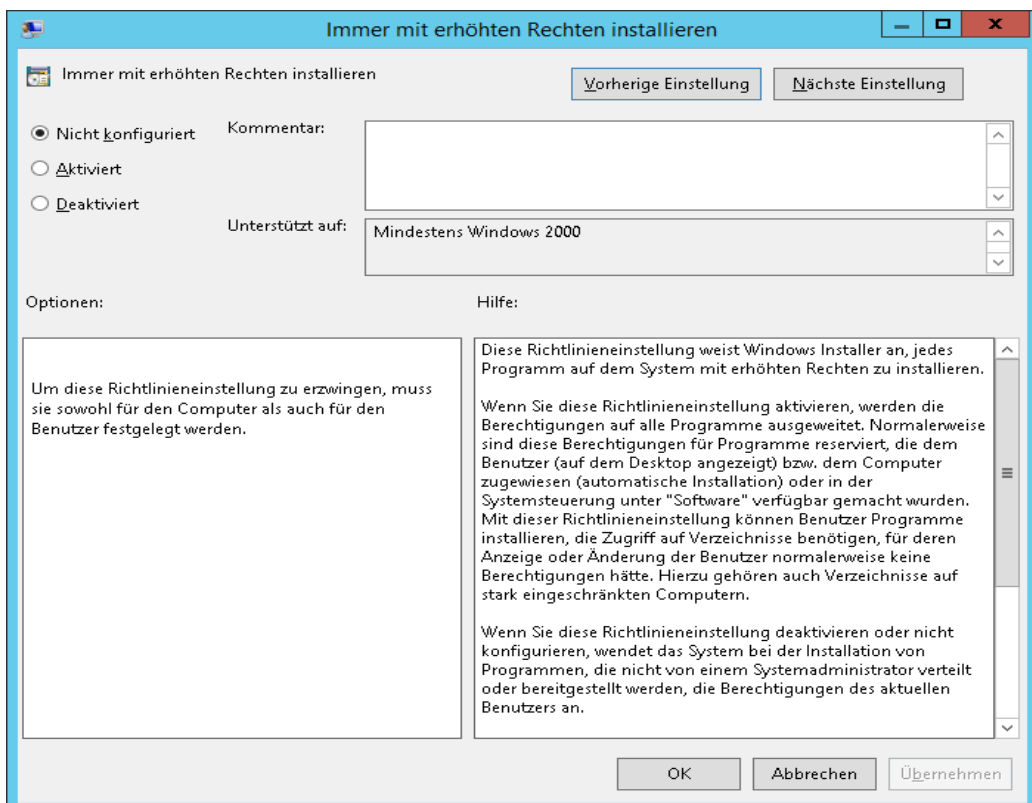 Immer mit erhöhten Rechten installieren
Immer mit erhöhten Rechten installieren
Vorherige Einstellung
Nächste Einstellung
Nicht konfiguriert
Kommentar:
Aktiviert
Deaktiviert
Unterstützt auf:
Mindestens Windows 2000
Optionen:
Hilfe:
Um diese Richtlinieneinstellung zu erzwingen, muss
sie sowohl für den Computer als auch für den
Benutzer festgelegt werden.
Diese Richtlinieneinstellung weist Windows Installer an, jedes
Programm auf dem System mit erhöhten Rechten zu installieren.
Wenn Sie diese Richtlinieneinstellung aktivieren, werden die
Berechtigungen auf alle Programme ausgeweitet. Normalerweise
sind diese Berechtigungen für Programme reserviert, die dem
Benutzer (auf dem Desktop angezeigt) bzw. dem Computer
zugewiesen (automatische Installation) oder in der
Systemsteuerung unter "Software" verfügbar gemacht wurden.
Mit dieser Richtlinieneinstellung können Benutzer Programme
installieren, die Zugriff auf Verzeichnisse benötigen, für deren
Anzeige oder Änderung der Benutzer normalerweise keine
Berechtigungen hätte. Hierzu gehören auch Verzeichnisse auf
stark eingeschränkten Computern.
Wenn Sie diese Richtlinieneinstellung deaktivieren oder nicht
konfigurieren, wendet das System bei der Installation von
Programmen, die nicht von einem Systemadministrator verteilt
oder bereitgestellt werden, die Berechtigungen des aktuellen
Benutzers an.
OK
Abbrechen
Übernehmen